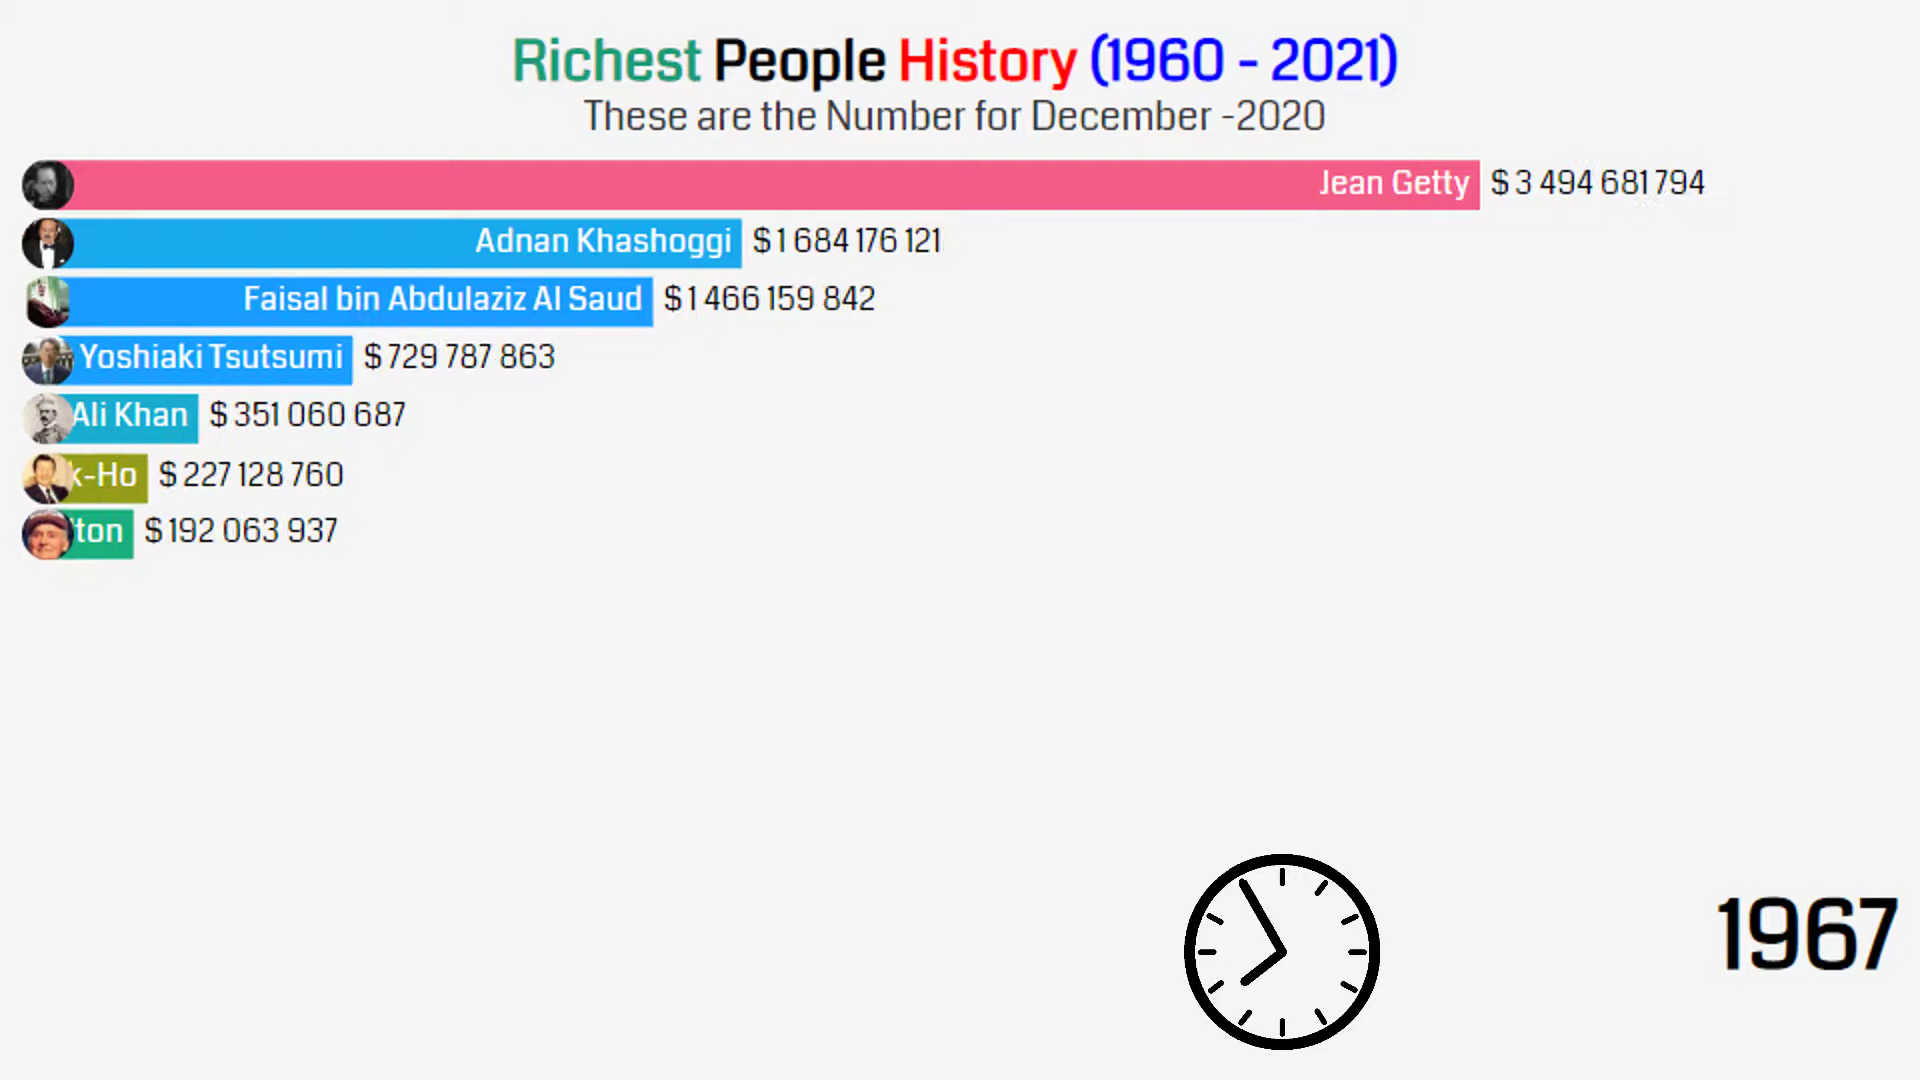 Richest People History (1960 - 2021)
These are the Number for December -2020
Jean Getty $ 3 494 681 794
Adnan Khashoggi $ 1 684 176 121
Faisal bin Abdulaziz Al Saud $ 1 466 159 842
Yoshiaki Tsutsumi $ 729 787 863
Ali Khan $ 351 060 687
k-Ho $ 227 128 760
ton $ 192 063 937
1967